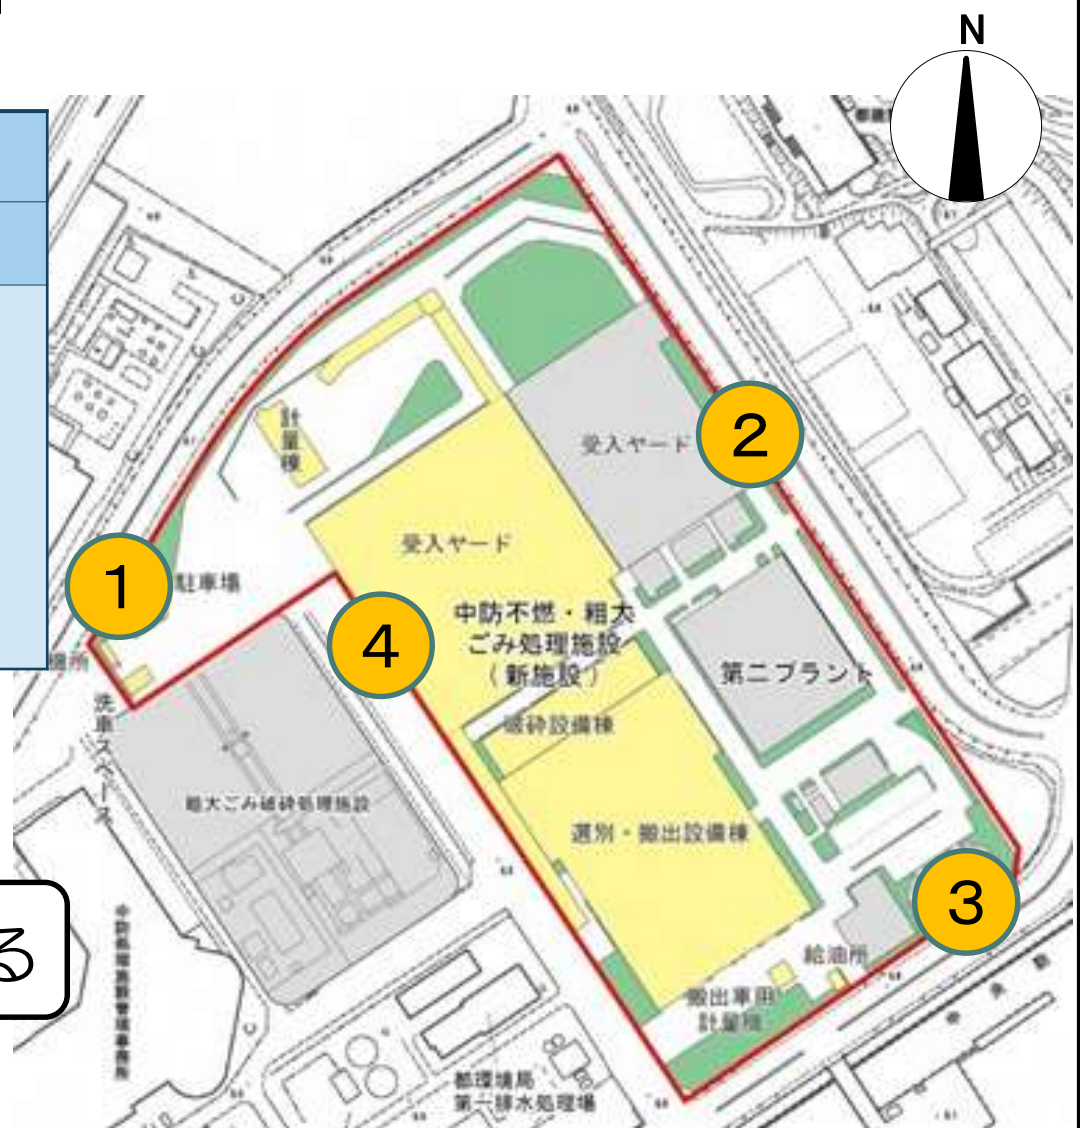 N
計量棟
受入ヤード
2
受入ヤード
1
駐車場
中防不燃・粗大
ごみ処理施設
(新施設)
4
第二プラント
洗車スペース
破砕設備棟
粗大ごみ破砕処理施設
選別・搬出設備棟
3
中防処理施設管理事務所
る
給油所
搬出車用
計量棟
都環境局
第一排水処理場